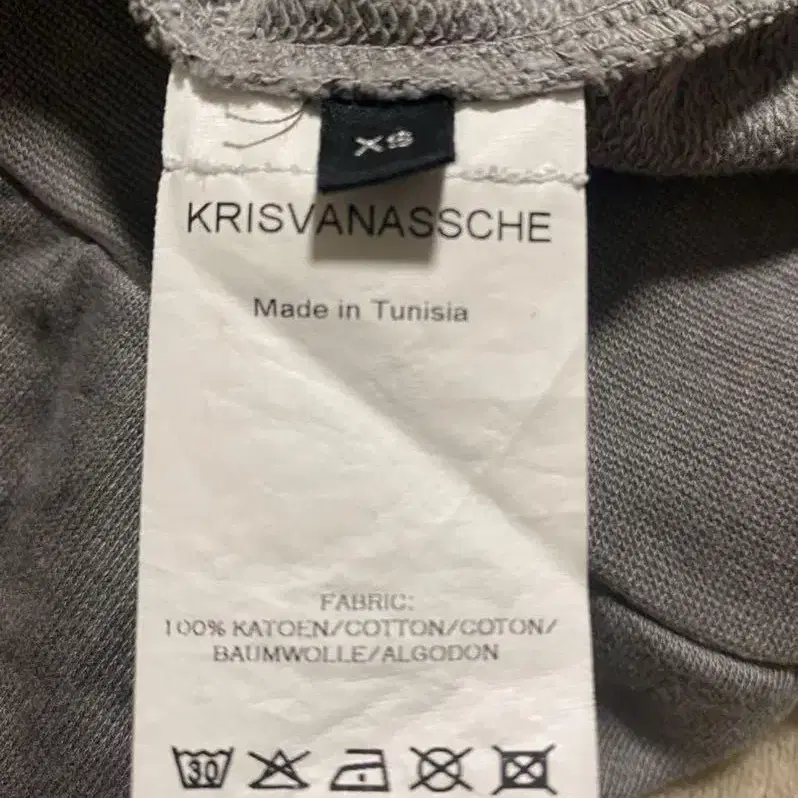 XS
KRISVANASSCHE
Made in Tunisia
FABRIC:
100% KATOEN/COTTON/COTON/
BAUMWOLLE/ALGODON
30